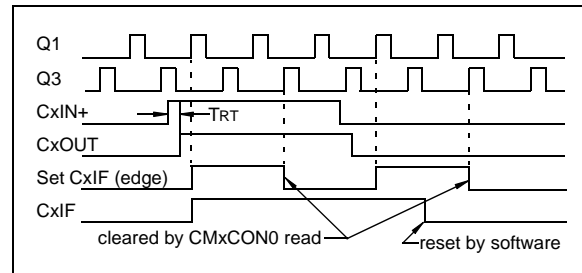 Q1
Q3
CxIN+
TRT
CxOUT
Set CxIF (edge)
CxIF
cleared by CMxCON0 read
reset by software